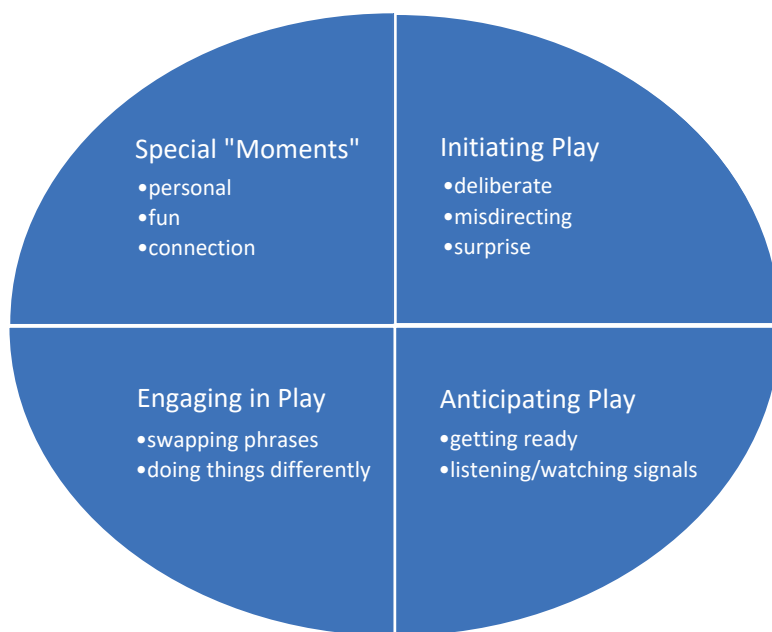 Special "Moments"
•personal
•fun
•connection
Initiating Play
•deliberate
•misdirecting
•surprise
Engaging in Play
•swapping phrases
•doing things differently
Anticipating Play
•getting ready
•listening/watching signals